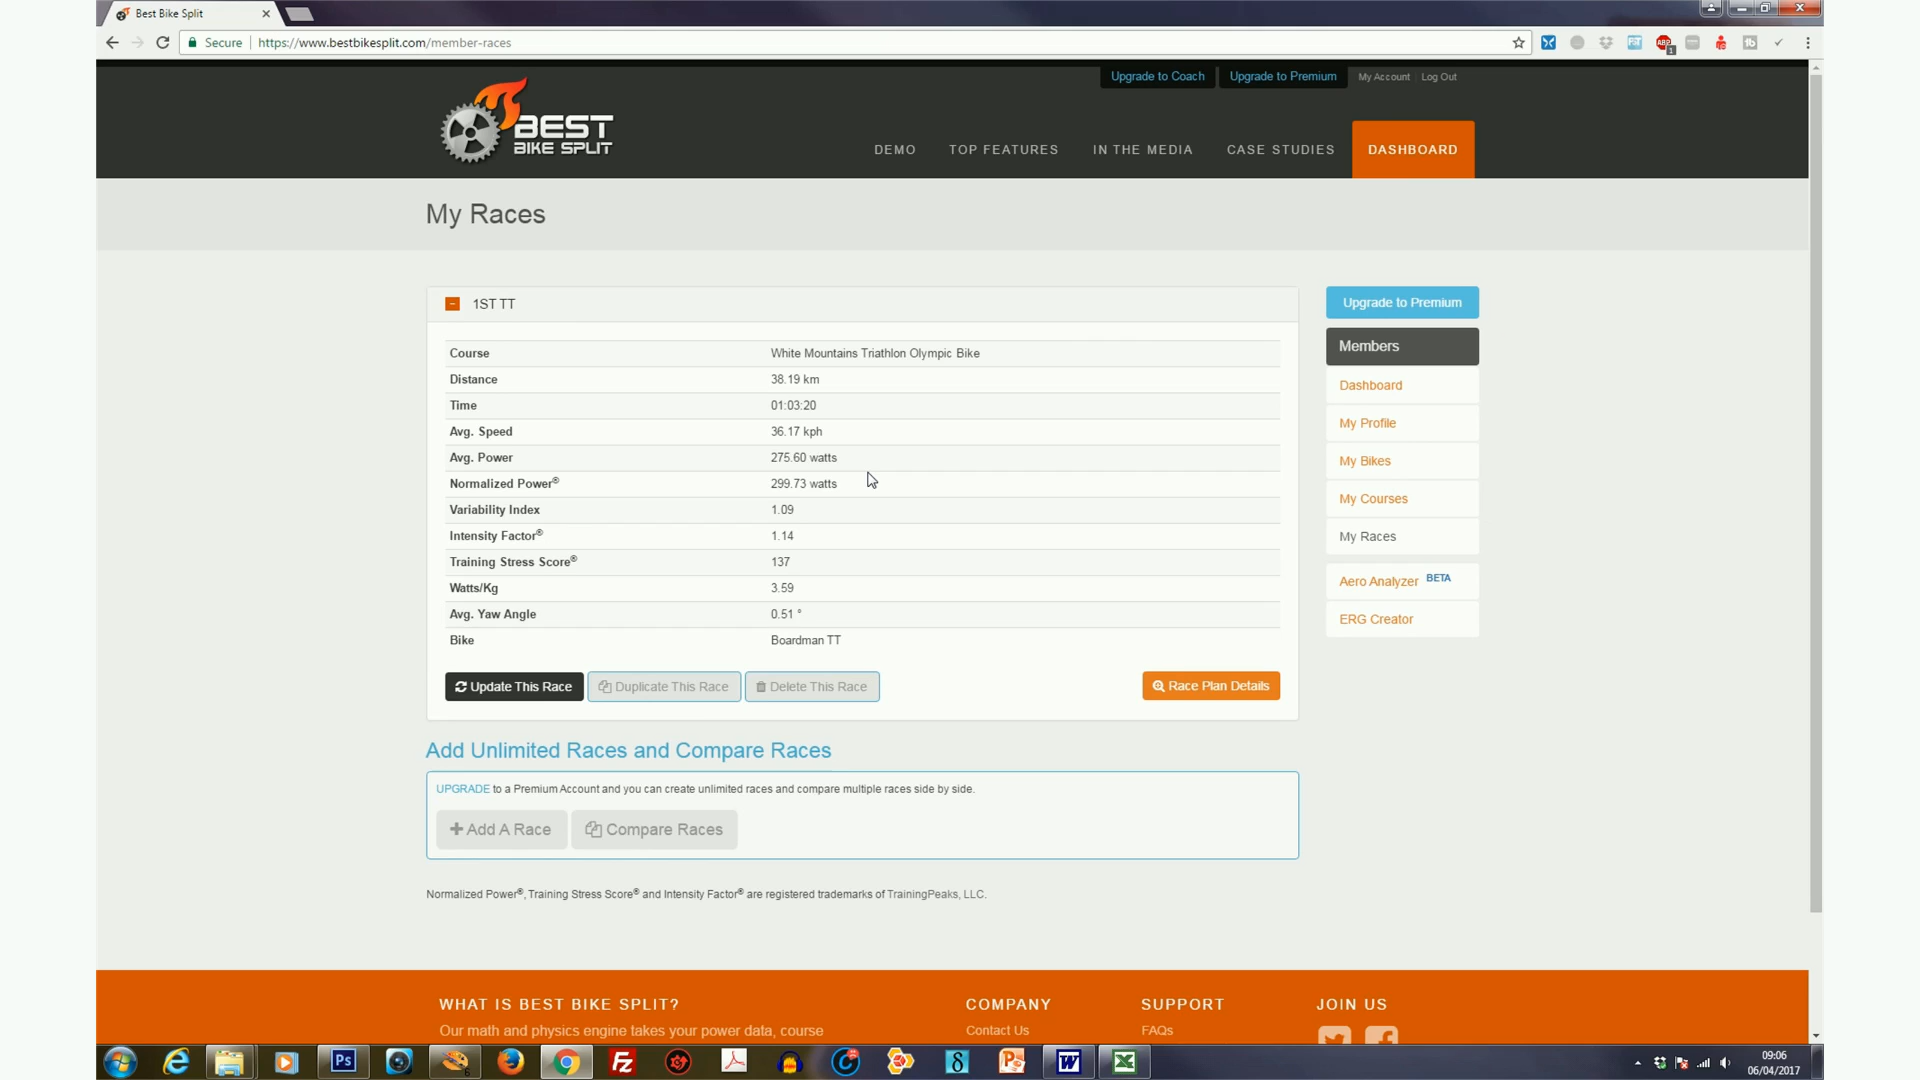 Best Bike Split
Secure https://www.bestbikesplit.com/member-races
Upgrade to Coach Upgrade to Premium My Account Log Out
BEST
BIKE SPLIT
DEMO TOP FEATURES IN THE MEDIA CASE STUDIES DASHBOARD
My Races
1ST TT
Course White Mountains Triathlon Olympic Bike
Distance 38.19 km
Time 01:03:20
Avg. Speed 36.17 kph
Avg. Power 275.60 watts
Normalized Power® 299.73 watts
Variability Index 1.09
Intensity Factor® 1.14
Training Stress Score® 137
Watts/Kg 3.59
Avg. Yaw Angle 0.51 °
Bike Boardman TT
Update This Race Duplicate This Race Delete This Race Race Plan Details
Upgrade to Premium
Members
Dashboard
My Profile
My Bikes
My Courses
My Races
Aero Analyzer BETA
ERG Creator
Add Unlimited Races and Compare Races
UPGRADE to a Premium Account and you can create unlimited races and compare multiple races side by side.
Add A Race Compare Races
Normalized Power®, Training Stress Score® and Intensity Factor® are registered trademarks of TrainingPeaks, LLC.
WHAT IS BEST BIKE SPLIT? COMPANY SUPPORT JOIN US
Our math and physics engine takes your power data, course Contact Us FAQs
09:06
06/04/2017